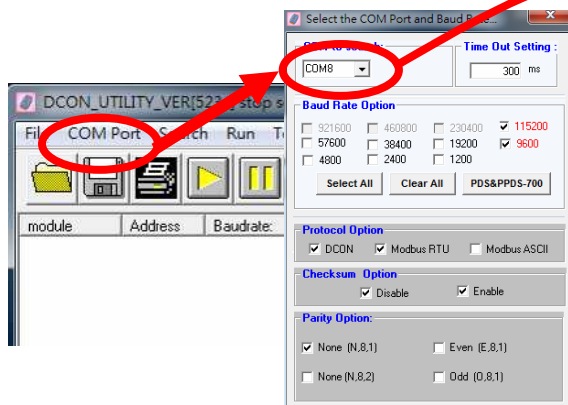 Select the COM Port and Baud Rate...
COM8
Time Out Setting :
300 ms
Baud Rate Option
921600 460800 230400 115200
57600 38400 19200 9600
4800 2400 1200
Select All Clear All PDS&PPDS-700
Protocol Option
DCON Modbus RTU Modbus ASCII
Checksum Option
Disable Enable
Parity Option:
None (N,8,1) Even (E,8,1)
None (N,8,2) Odd (O,8,1)
DCON_UTILITY_VER[523
stop
COM Port Search Run
module Address Baudrate: